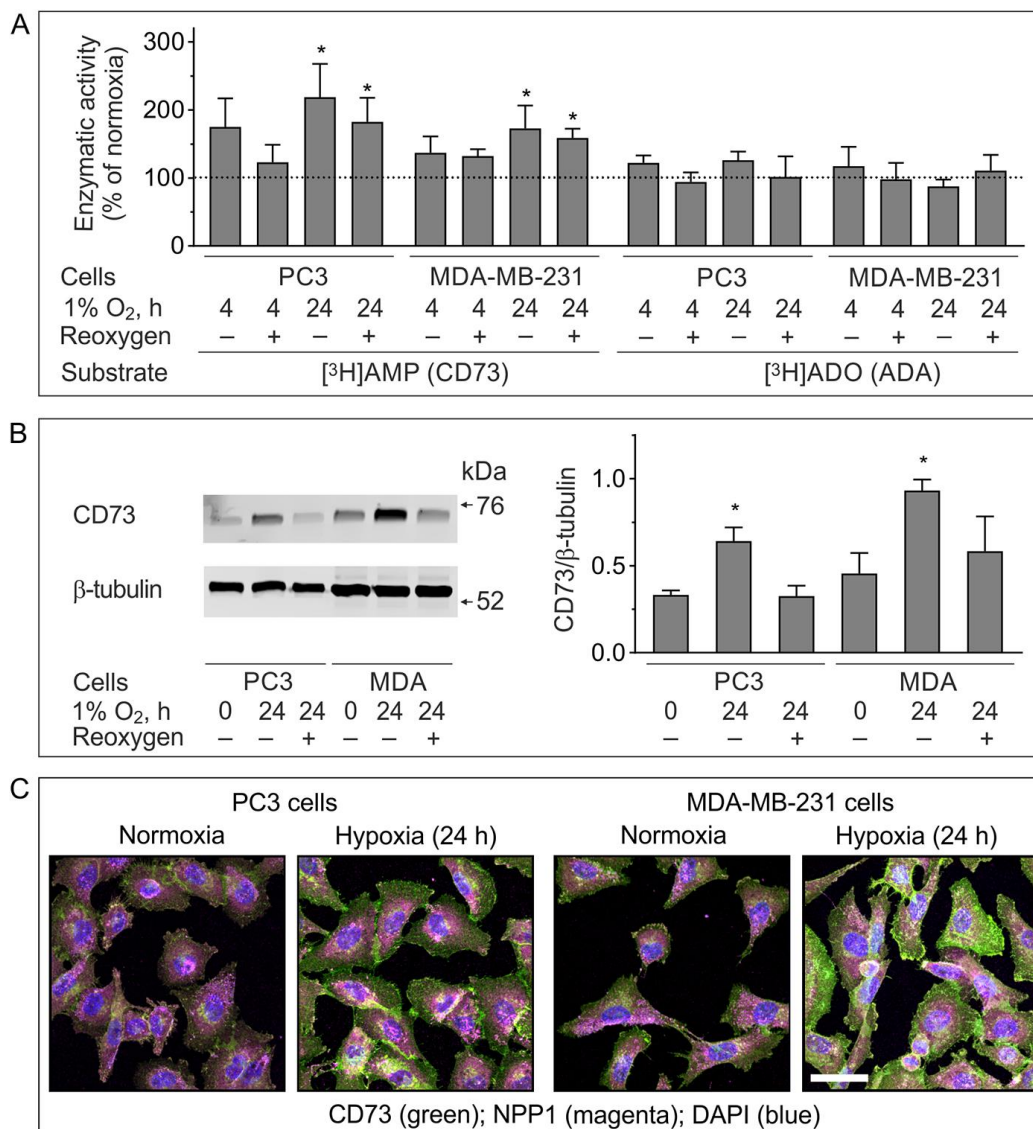 A
Enzymatic activity
(% of normoxia)
300
200
100
0
* * * *
Cells PC3 MDA-MB-231 PC3 MDA-MB-231
1% O₂, h 4 4 24 24 4 4 24 24 4 4 24 24 4 4 24 24
Reoxygen – + – + – + – + – + – + – + – +
Substrate [³H]AMP (CD73) [³H]ADO (ADA)
B
kDa
CD73 ←76
β-tubulin ←52
Cells PC3 MDA
1% O₂, h 0 24 24 0 24 24
Reoxygen – – + – – +
CD73/β-tubulin
1.0
0.5
0.0
* *
PC3 MDA
0 24 24 0 24 24
– – + – – +
C
PC3 cells MDA-MB-231 cells
Normoxia Hypoxia (24 h) Normoxia Hypoxia (24 h)
CD73 (green); NPP1 (magenta); DAPI (blue)